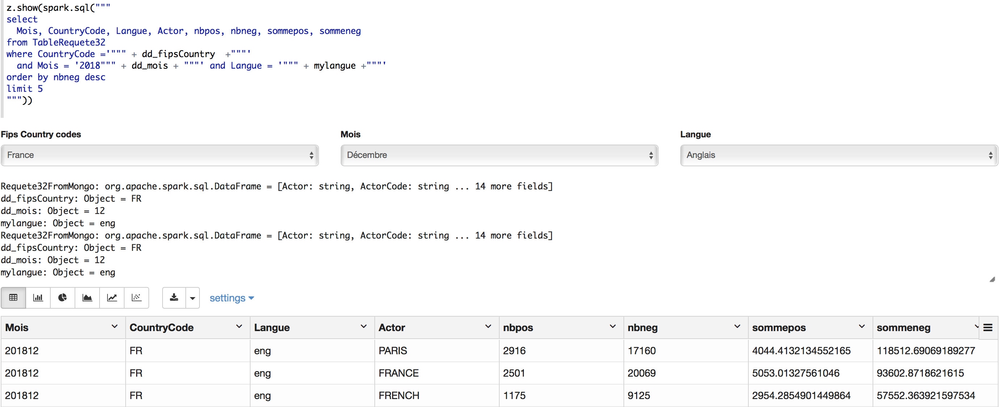 z.show(spark.sql("""
select
  Mois, CountryCode, Langue, Actor, nbpos, nbneg, sommepos, sommeneg
from TableRequete32
where CountryCode ='""" + dd_fipsCountry  +"""'
  and Mois = '2018""" + dd_mois + """' and Langue = '""" + mylangue +"""'
order by nbneg desc
limit 5
"""))
Fips Country codes Mois Langue
France Décembre Anglais
Requete32FromMongo: org.apache.spark.sql.DataFrame = [Actor: string, ActorCode: string ... 14 more fields]
dd_fipsCountry: Object = FR
dd_mois: Object = 12
mylangue: Object = eng
Requete32FromMongo: org.apache.spark.sql.DataFrame = [Actor: string, ActorCode: string ... 14 more fields]
dd_fipsCountry: Object = FR
dd_mois: Object = 12
mylangue: Object = eng
settings
Mois CountryCode Langue Actor nbpos nbneg sommepos sommeneg
201812 FR eng PARIS 2916 17160 4044.4132134552165 118512.69069189277
201812 FR eng FRANCE 2501 20069 5053.01327561046 93602.8718621615
201812 FR eng FRENCH 1175 9125 2954.2854901449864 57552.363921597534